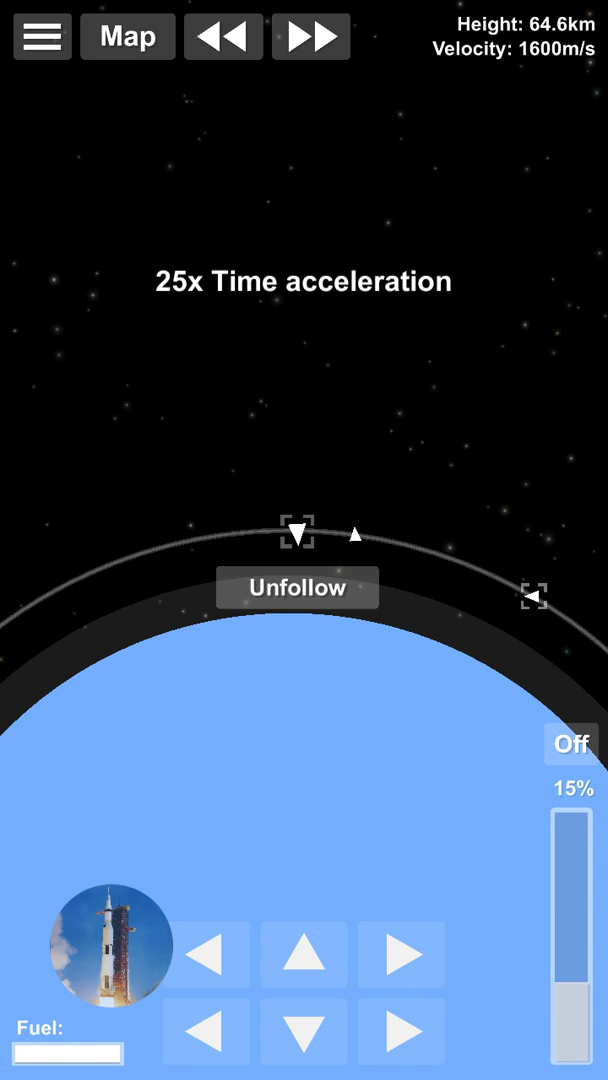 Map
Height: 64.6km
Velocity: 1600m/s
25x Time acceleration
Unfollow
Off
15%
Fuel: